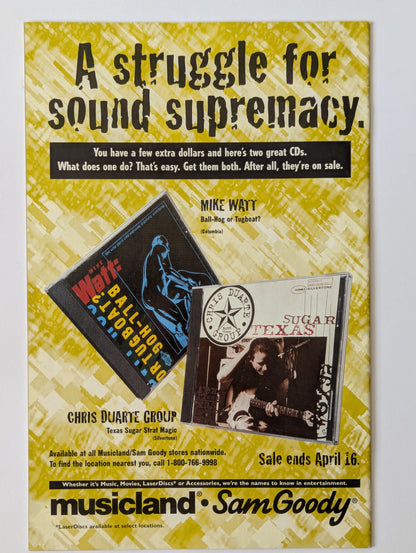 A struggle for
sound supremacy.
You have a few extra dollars and here's two great CDs.
What does one do? That's easy. Get them both. After all, they're on sale.
MIKE WATT
Ball-Hog or Tugboat?
(Columbia)
MIKE
Watt:
BALL-HOG
OR TUGBOAT?
CHRIS DUARTE
GROUP
TEXAS
SUGAR
CHRIS DUARTE GROUP
Texas Sugar Strat Magic
(Silvertone)
Available at all Musicland/Sam Goody stores nationwide.
To find the location nearest you, call 1-800-766-9998
Sale ends April 16.
Whether it's Music, Movies, LaserDiscs* or Accessories, we're the names to know in entertainment.
musicland® • Sam Goody®
*LaserDiscs available at select locations.